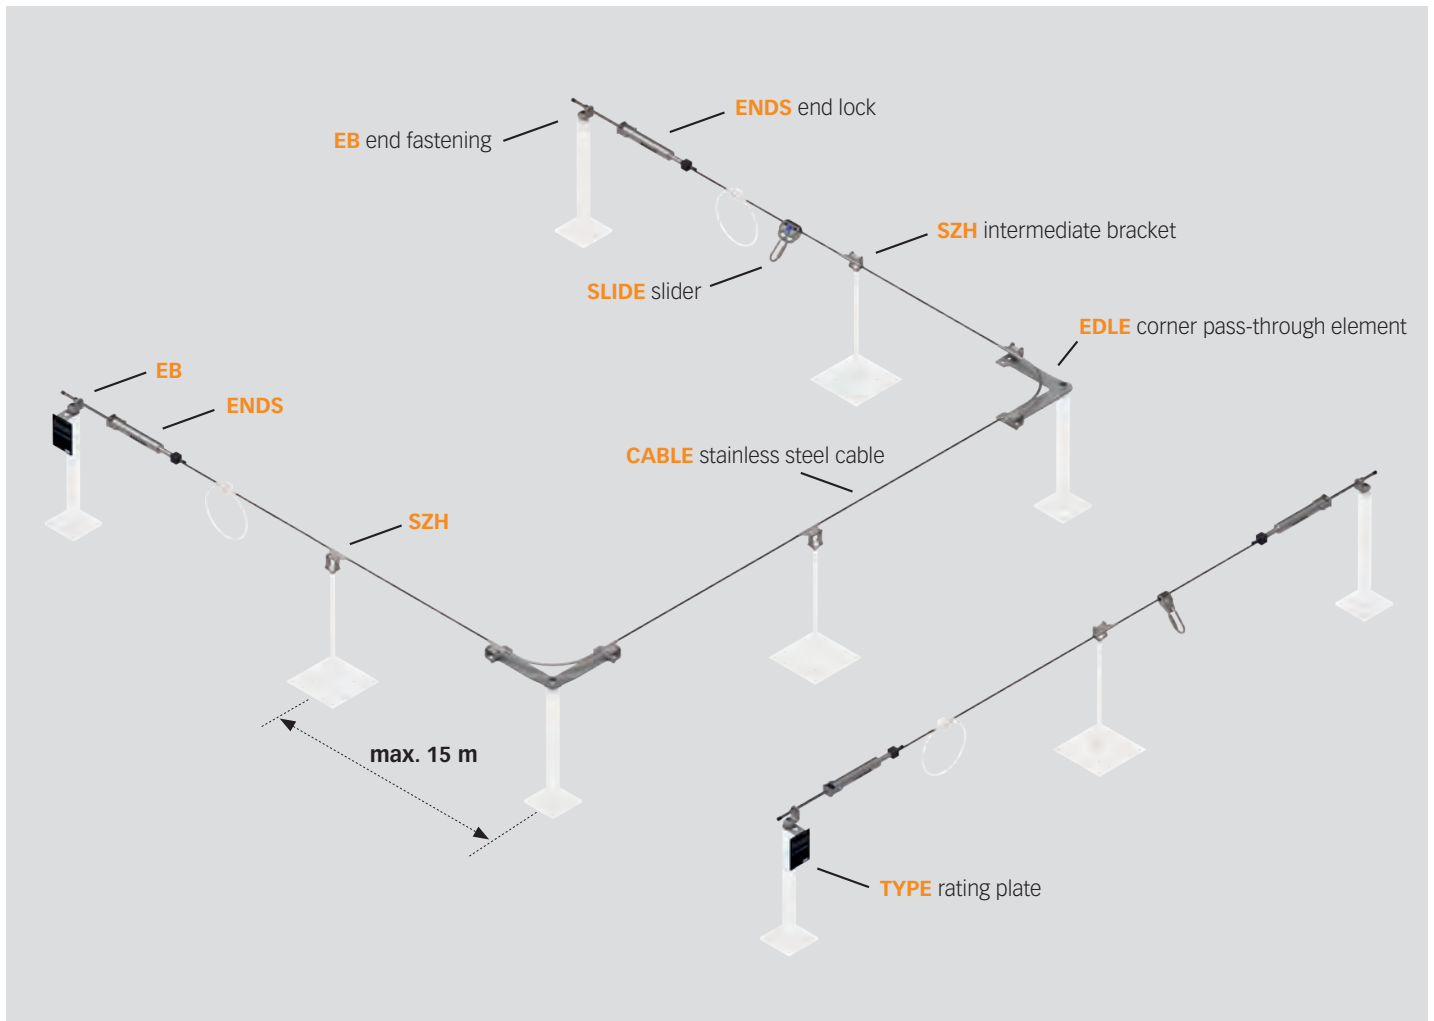 ENDS end lock
EB end fastening
SZH intermediate bracket
SLIDE slider
EDLE corner pass-through element
EB
ENDS
CABLE stainless steel cable
SZH
max. 15 m
TYPE rating plate